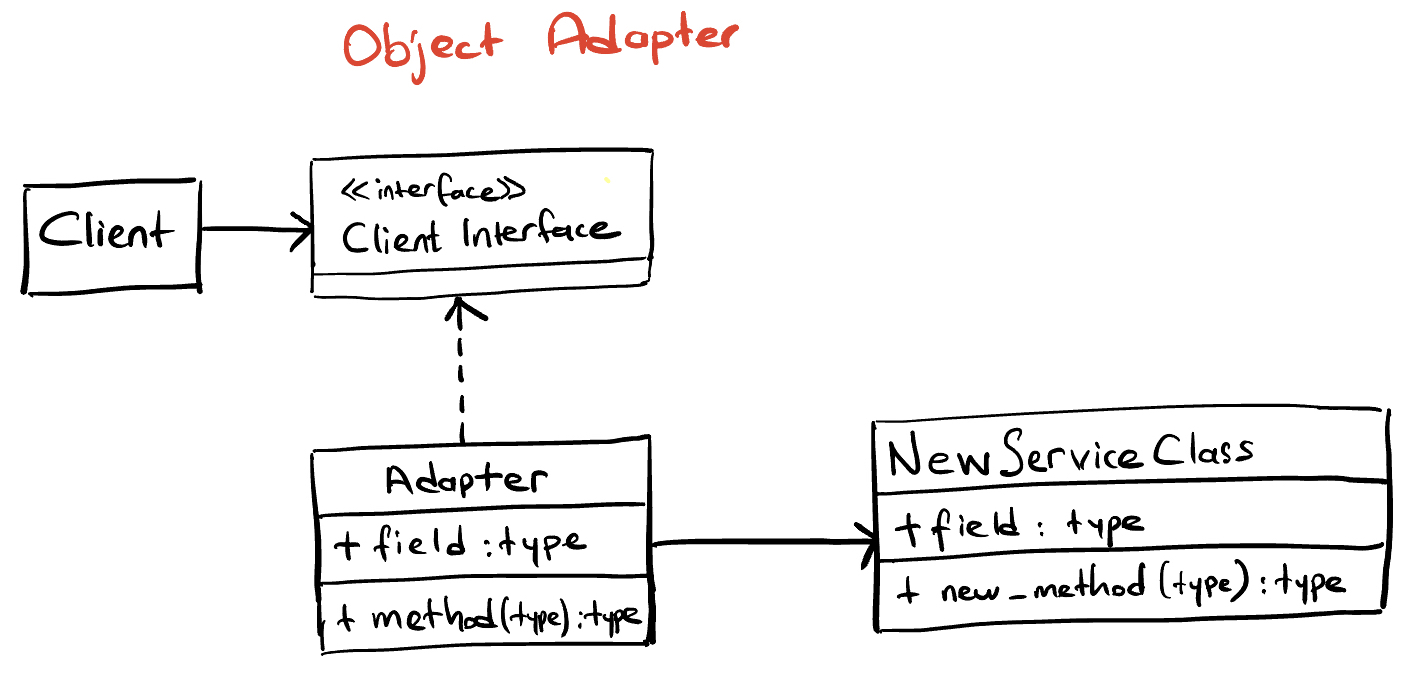 Object Adapter
Client
<<interface>>
Client Interface
Adapter
+ field : type
+ method(type) : type
NewServiceClass
+ field : type
+ new_method (type) : type